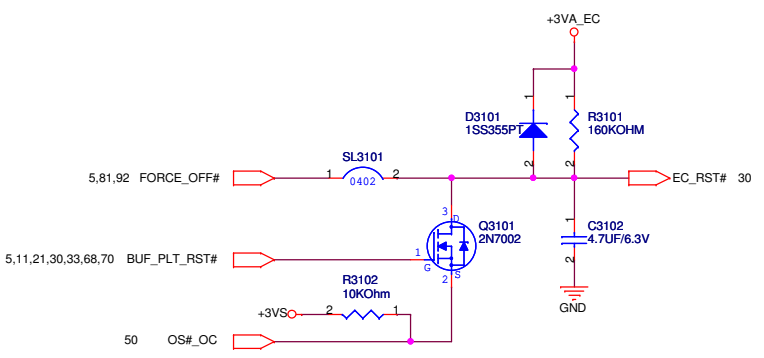 +3VA_EC
1
1
D3101
1SS355PT
R3101
160KOHM
2
2
SL3101
5,81,92 FORCE_OFF#
1
2
0402
EC_RST# 30
3
D
Q3101
2N7002
1
C3102
4.7UF/6.3V
5,11,21,30,33,68,70 BUF_PLT_RST#
1
G
2
S
2
R3102
10KOhm
GND
+3VS
2
1
50 OS#_OC